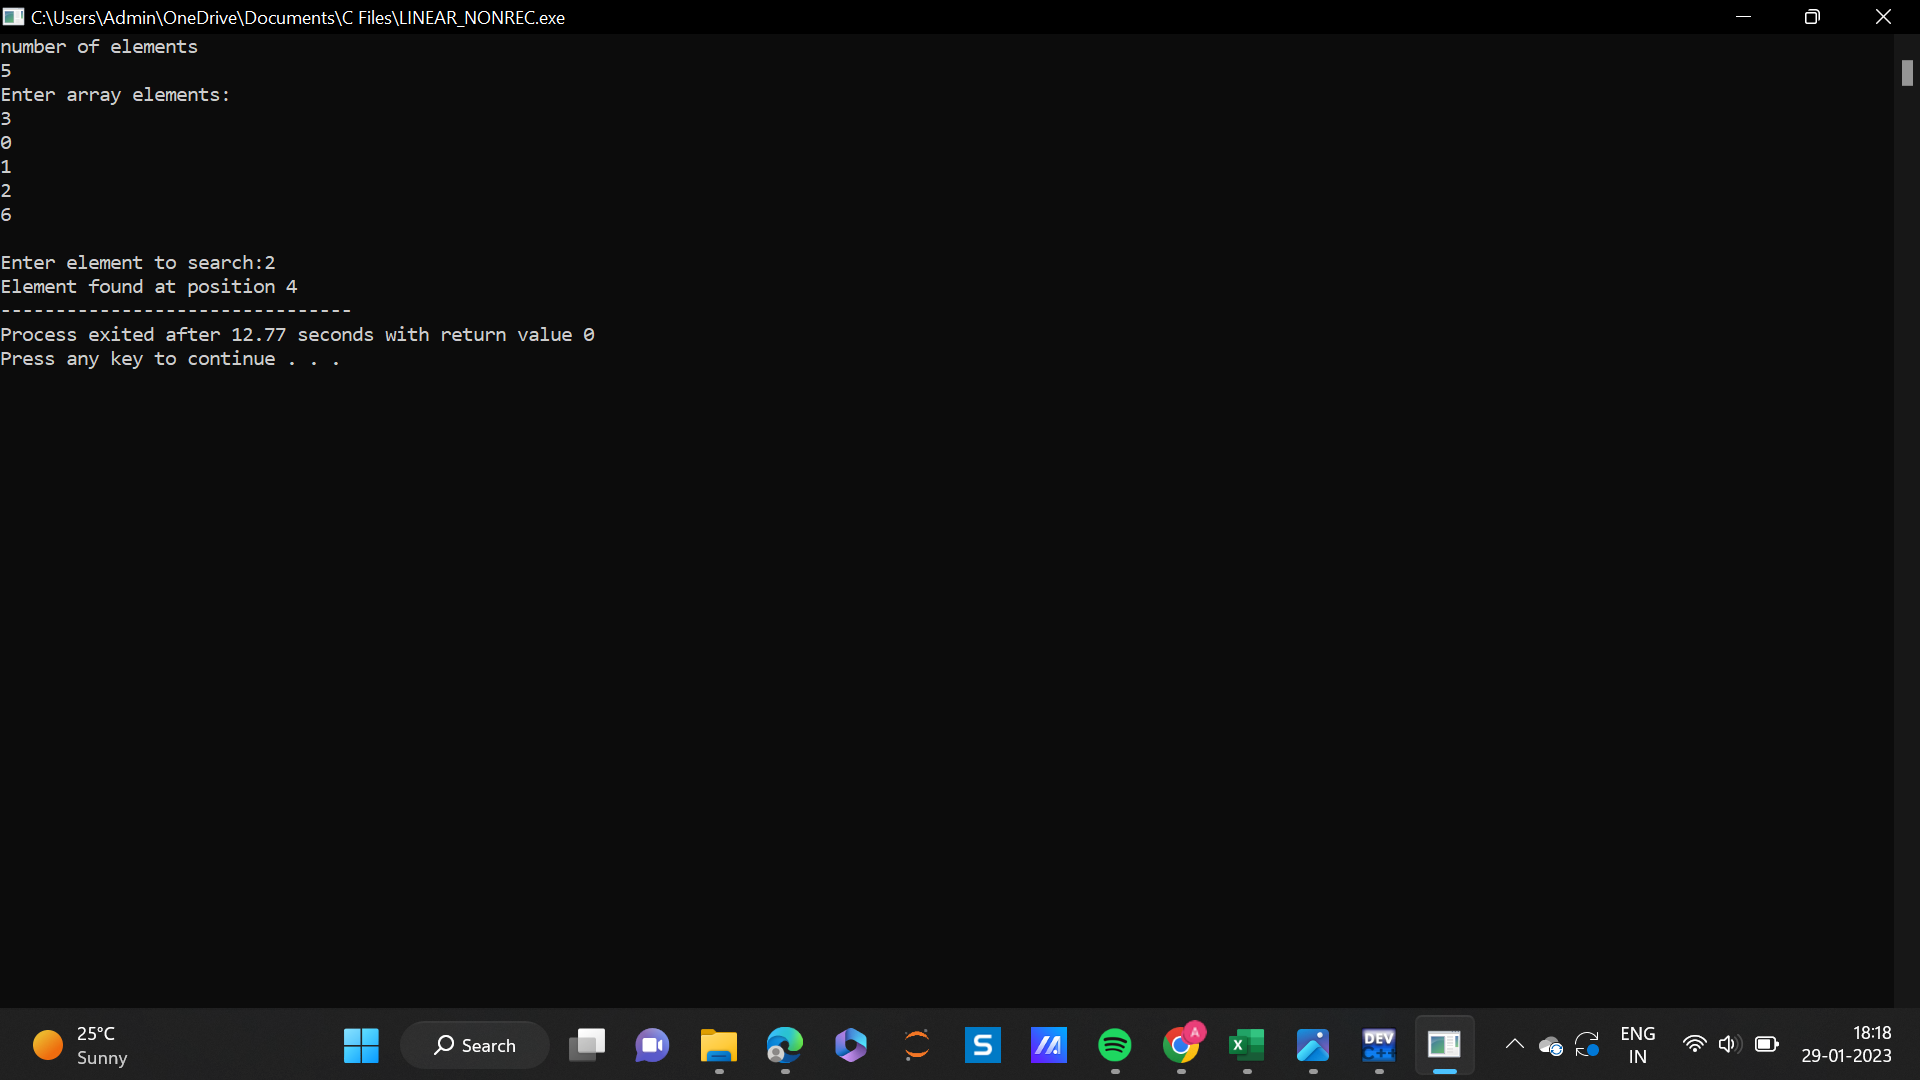 C:\Users\Admin\OneDrive\Documents\C Files\LINEAR_NONREC.exe
number of elements
5
Enter array elements:
3
0
1
2
6
Enter element to search:2
Element found at position 4
--------------------------------
Process exited after 12.77 seconds with return value 0
Press any key to continue . . .
25°C
Sunny
Search
S
A
X
DEV
C++
ENG
IN
18:18
29-01-2023